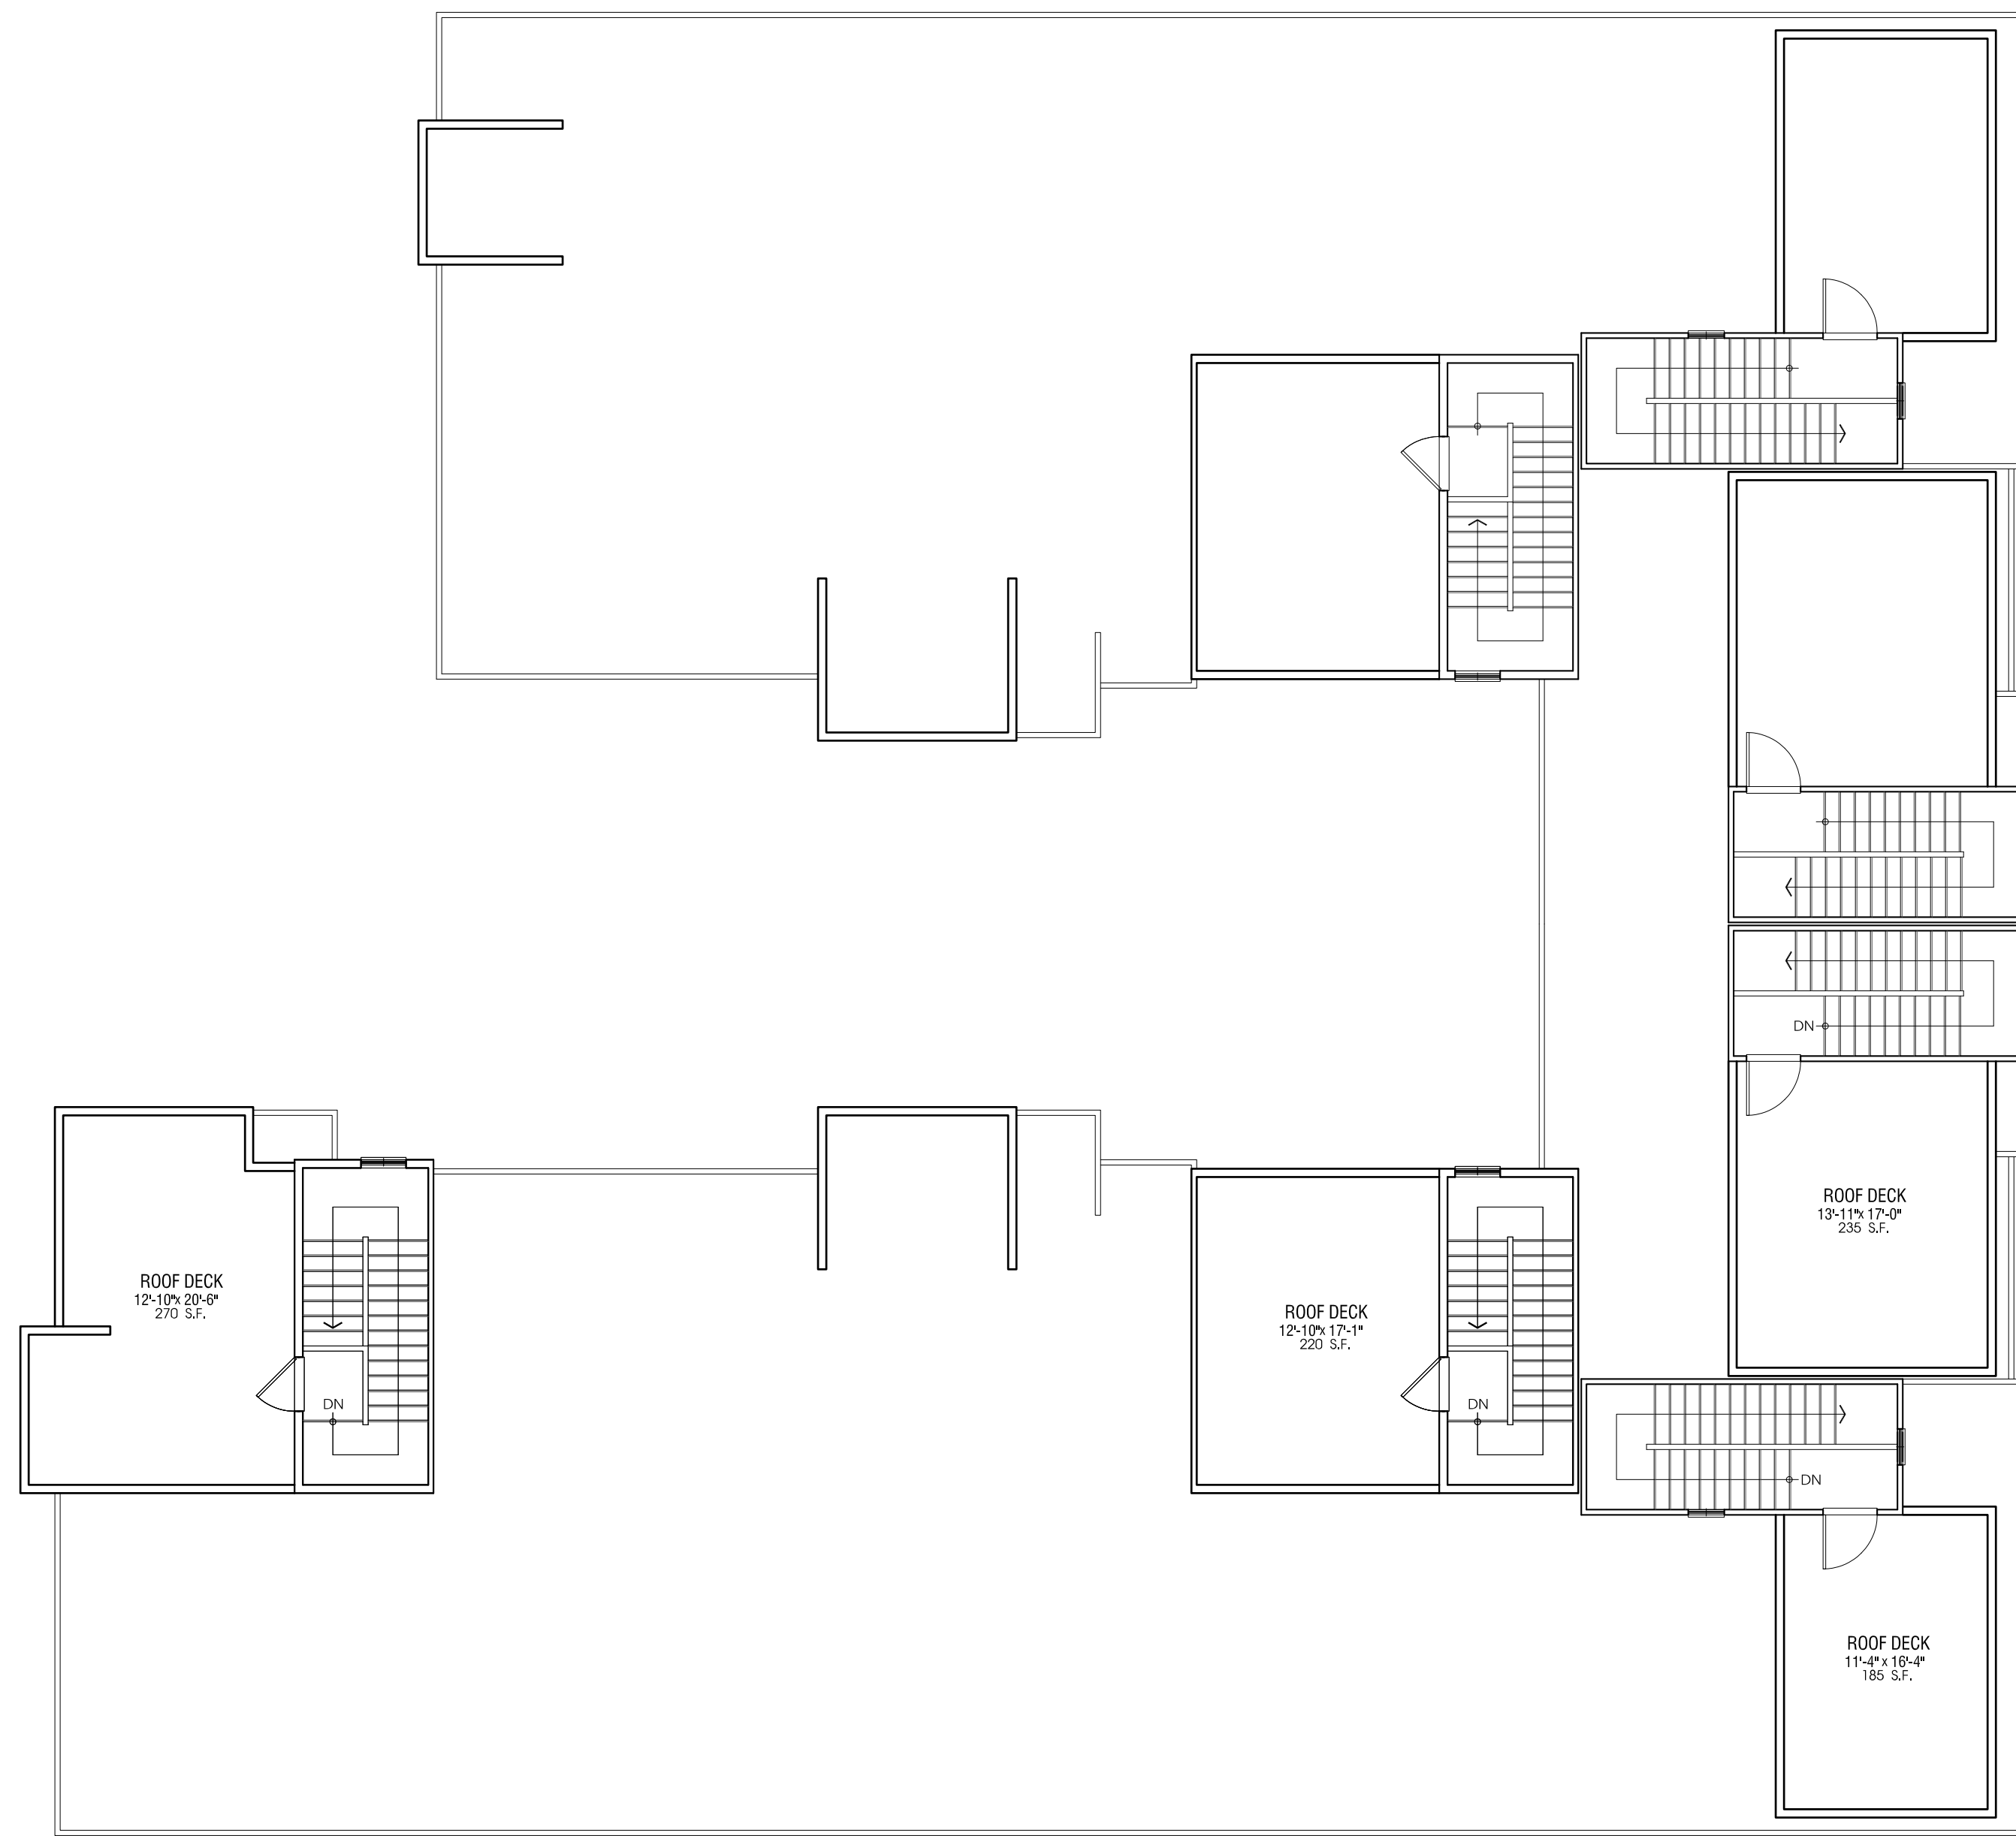 DN
ROOF DECK
13'-11"x 17'-0"
235 S.F.
ROOF DECK
12'-10"x 20'-6"
270 S.F.
DN
ROOF DECK
12'-10"x 17'-1"
220 S.F.
DN
DN
ROOF DECK
11'-4" x 16'-4"
185 S.F.